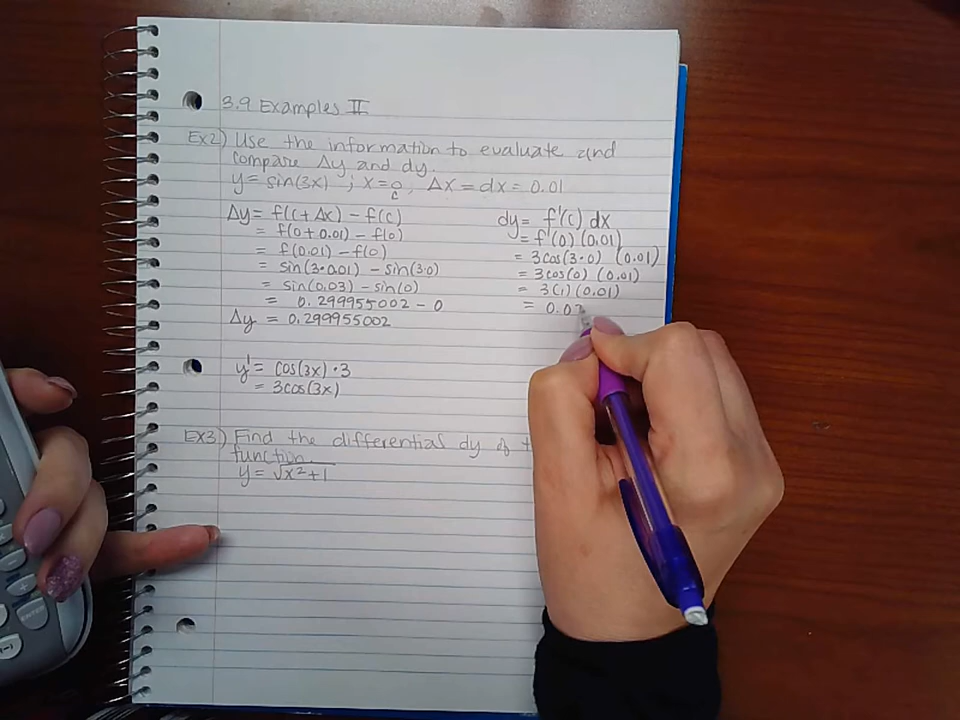 3.9 Examples II
Ex2) Use the information to evaluate and
compare Δy and dy.
y = sin(3x) ; x = 0, Δx = dx = 0.01
c
Δy = f(c + Δx) - f(c)
= f(0 + 0.01) - f(0)
= f(0.01) - f(0)
= sin(3•0.01) - sin(3•0)
= sin(0.03) - sin(0)
= 0.299955002 - 0
Δy = 0.299955002
dy = f'(c) dx
= f'(0) (0.01)
= 3cos(3•0) (0.01)
= 3cos(0) (0.01)
= 3(1) (0.01)
= 0.03
y' = cos(3x) • 3
= 3cos(3x)
Ex3) Find the differential dy of
function.
y = √x²+1
ENTER
(-)